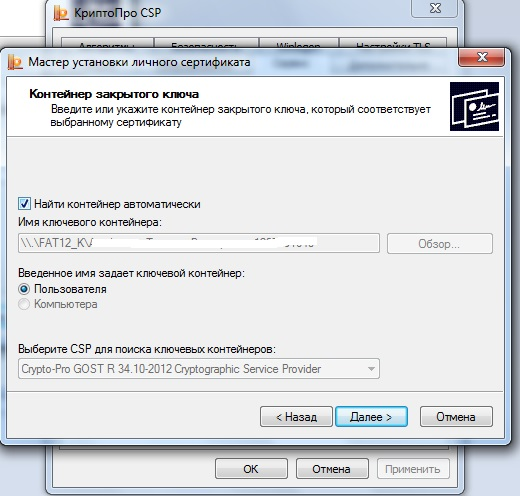 КриптоПро CSP
Алгоритмы Безопасность Winlogon Настройки TLS
Мастер установки личного сертификата
Контейнер закрытого ключа
Введите или укажите контейнер закрытого ключа, который соответствует
выбранному сертификату
Найти контейнер автоматически
Имя ключевого контейнера:
\\.\FAT12_K\
Обзор...
Введенное имя задает ключевой контейнер:
Пользователя
Компьютера
Выберите CSP для поиска ключевых контейнеров:
Crypto-Pro GOST R 34.10-2012 Cryptographic Service Provider
< Назад Далее > Отмена
ОК Отмена Применить